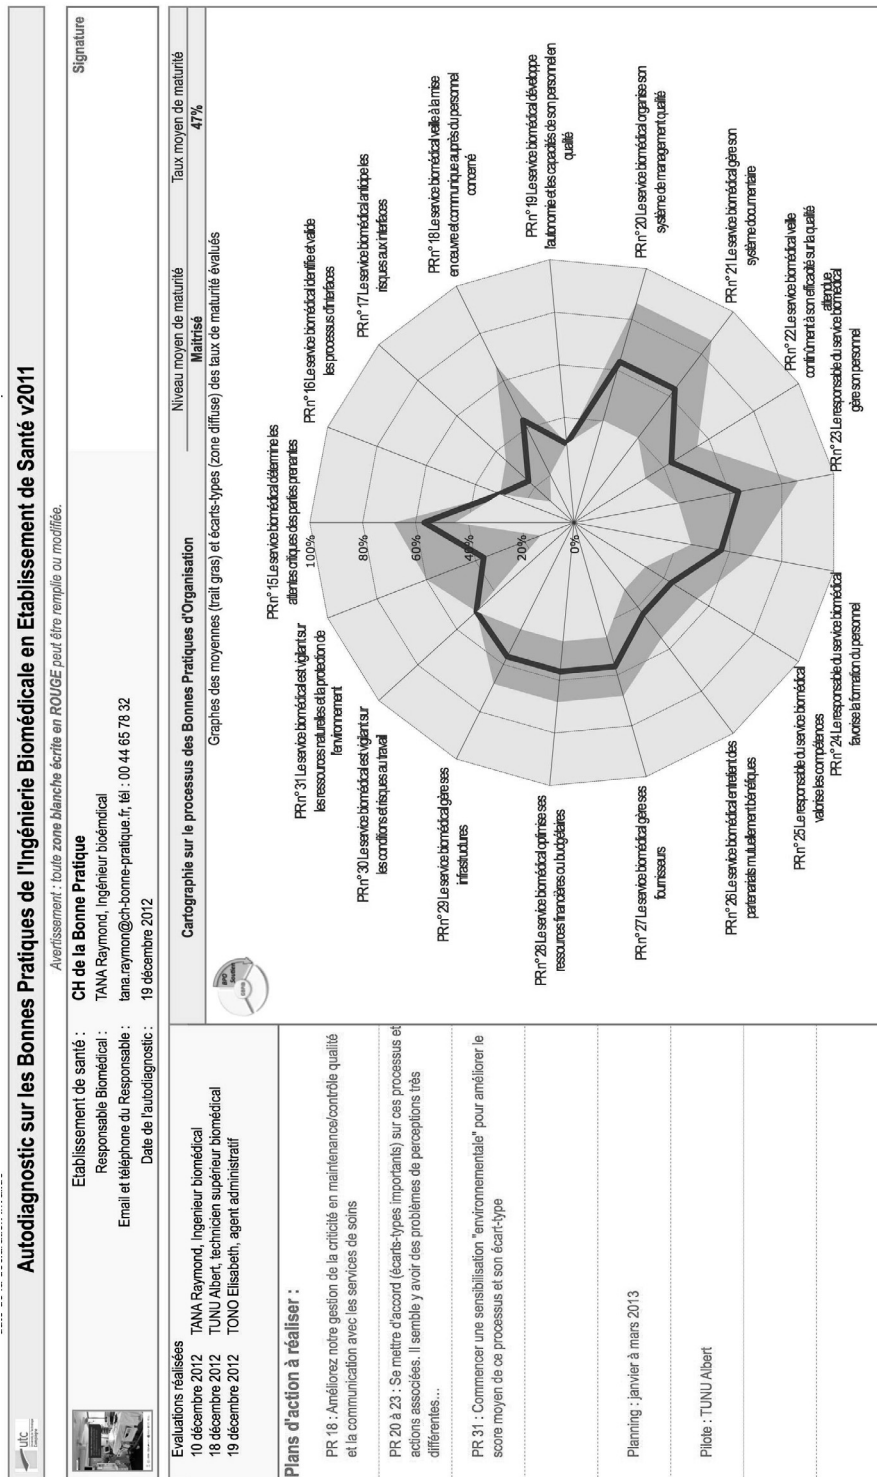 utc
Autodiagnostic sur les Bonnes Pratiques de l'Ingénierie Biomédicale en Etablissement de Santé v2011
Avertissement : toute zone blanche écrite en ROUGE peut être remplie ou modifiée.
Etablissement de santé : CH de la Bonne Pratique
Responsable Biomédical : TANA Raymond, Ingénieur bioémdical
Email et téléphone du Responsable : tana.raymon@ch-bonne-pratique.fr, tél : 00 44 65 78 32
Date de l'autodiagnostic : 19 décembre 2012
Signature
Evaluations réalisées
10 décembre 2012 TANA Raymond, Ingenieur biomédical
18 décembre 2012 TUNU Albert, technicien supérieur biomédical
19 décembre 2012 TONO Elisabeth, agent administratif
Plans d'action à réaliser :
PR 18 : Améliorez notre gestion de la criticité en maintenance/contrôle qualité
et la communication avec les services de soins
PR 20 à 23 : Se mettre d'accord (écarts-types importants) sur ces processus et
actions associées. Il semble y avoir des problèmes de perceptions très
différentes...
PR 31 : Commencer une sensibilisation "environnementale" pour améliorer le
score moyen de ce processus et son écart-type
Planning : janvier à mars 2013
Pilote : TUNU Albert
Cartographie sur le processus des Bonnes Pratiques d'Organisation
Niveau moyen de maturité
Maîtrisé
Taux moyen de maturité
47%
Graphes des moyennes (trait gras) et écarts-types (zone diffuse) des taux de maturité évalués
BPO
Soutien
PR n° 15 Le service biomédical détermine les
attentes critiques des parties prenantes
PR n° 16 Le service biomédical identifie et valide
les processus d'interfaces
PR n° 17 Le service biomédical anticipe les
risques aux interfaces
PR n° 18 Le service biomédical veille à la mise
en œuvre et communique auprès du personnel
concerné
PR n° 19 Le service biomédical développe
l'autonomie et les capacités de son personnel en
qualité
PR n° 20 Le service biomédical organise son
système de management qualité
PR n° 21 Le service biomédical gère son
système documentaire
PR n° 22 Le service biomédical veille
continûment à son efficacité sur la qualité
attendue
PR n° 23 Le responsable du service biomédical
gère son personnel
PR n° 24 Le responsable du service biomédical
favorise la formation du personnel
PR n° 25 Le responsable du service biomédical
valorise les compétences
PR n° 26 Le service biomédical entretient des
partenariats mutuellement bénéfiques
PR n° 27 Le service biomédical gère ses
fournisseurs
PR n° 28 Le service biomédical optimise ses
ressources financières ou budgétaires
PR n° 29 Le service biomédical gère ses
infrastructures
PR n° 30 Le service biomédical est vigilant sur
les conditions et risques au travail
PR n° 31 Le service biomédical est vigilant sur
les ressources naturelles et la protection de
l'environnement
100%
80%
60%
40%
20%
0%